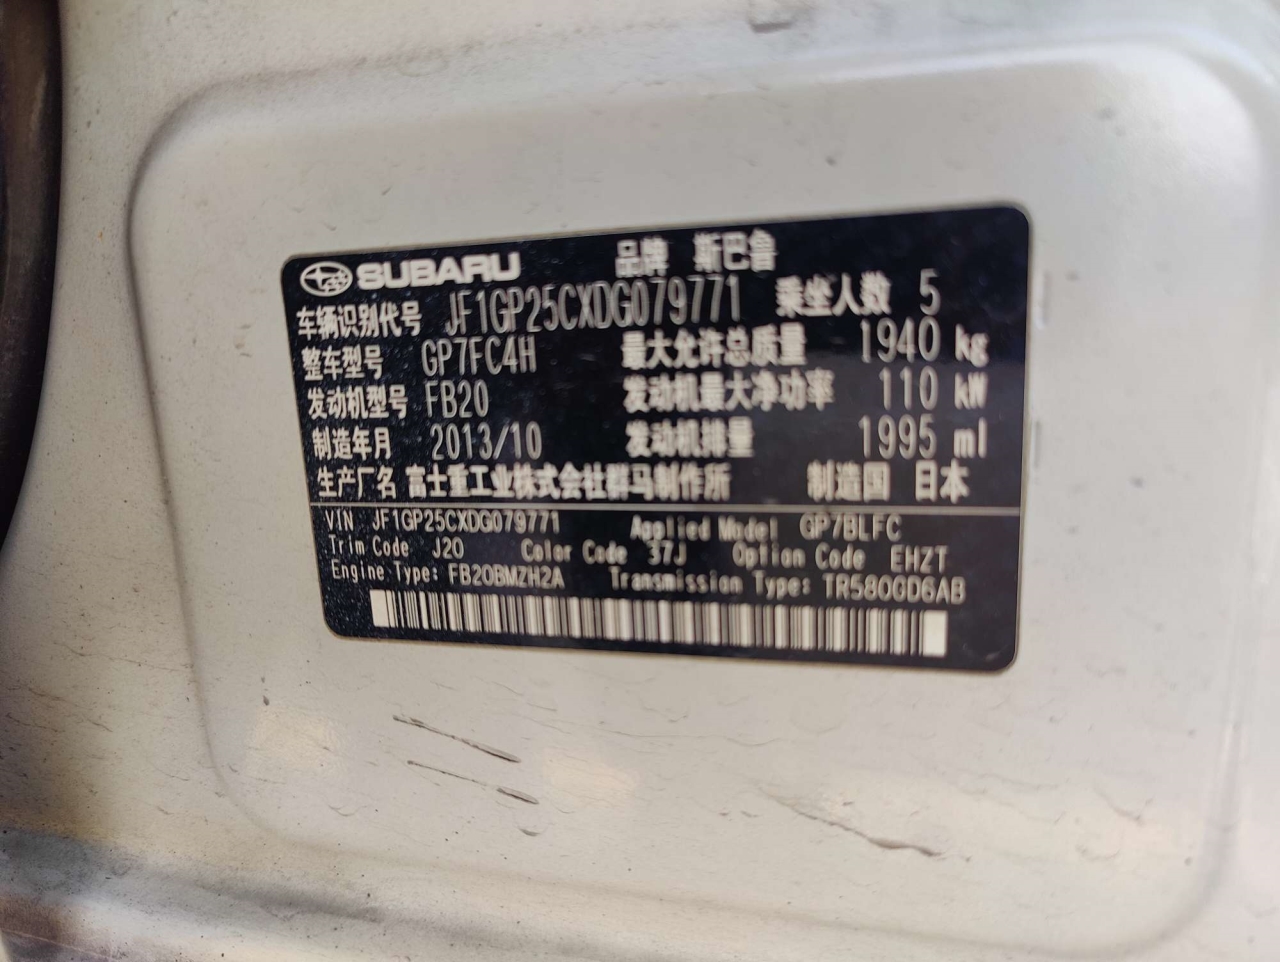 SUBARU 品牌 斯巴鲁
车辆识别代号 JF1GP25CXDG079771 乘坐人数 5
整车型号 GP7FC4H 最大允许总质量 1940 kg
发动机型号 FB20 发动机最大净功率 110 kW
制造年月 2013/10 发动机排量 1995 ml
生产厂名 富士重工业株式会社群马制作所 制造国 日本
VIN JF1GP25CXDG079771 Applied Model GP7BLFC
Trim Code J20 Color Code 37J Option Code EHZT
Engine Type: FB20BMZH2A Transmission Type: TR580GD6AB